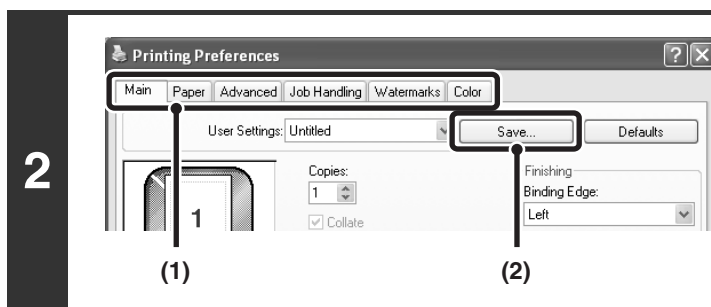 2
Printing Preferences
Main Paper Advanced Job Handling Watermarks Color
User Settings: Untitled Save... Defaults
Copies: Finishing
1 Binding Edge:
1 Collate Left
(1) (2)